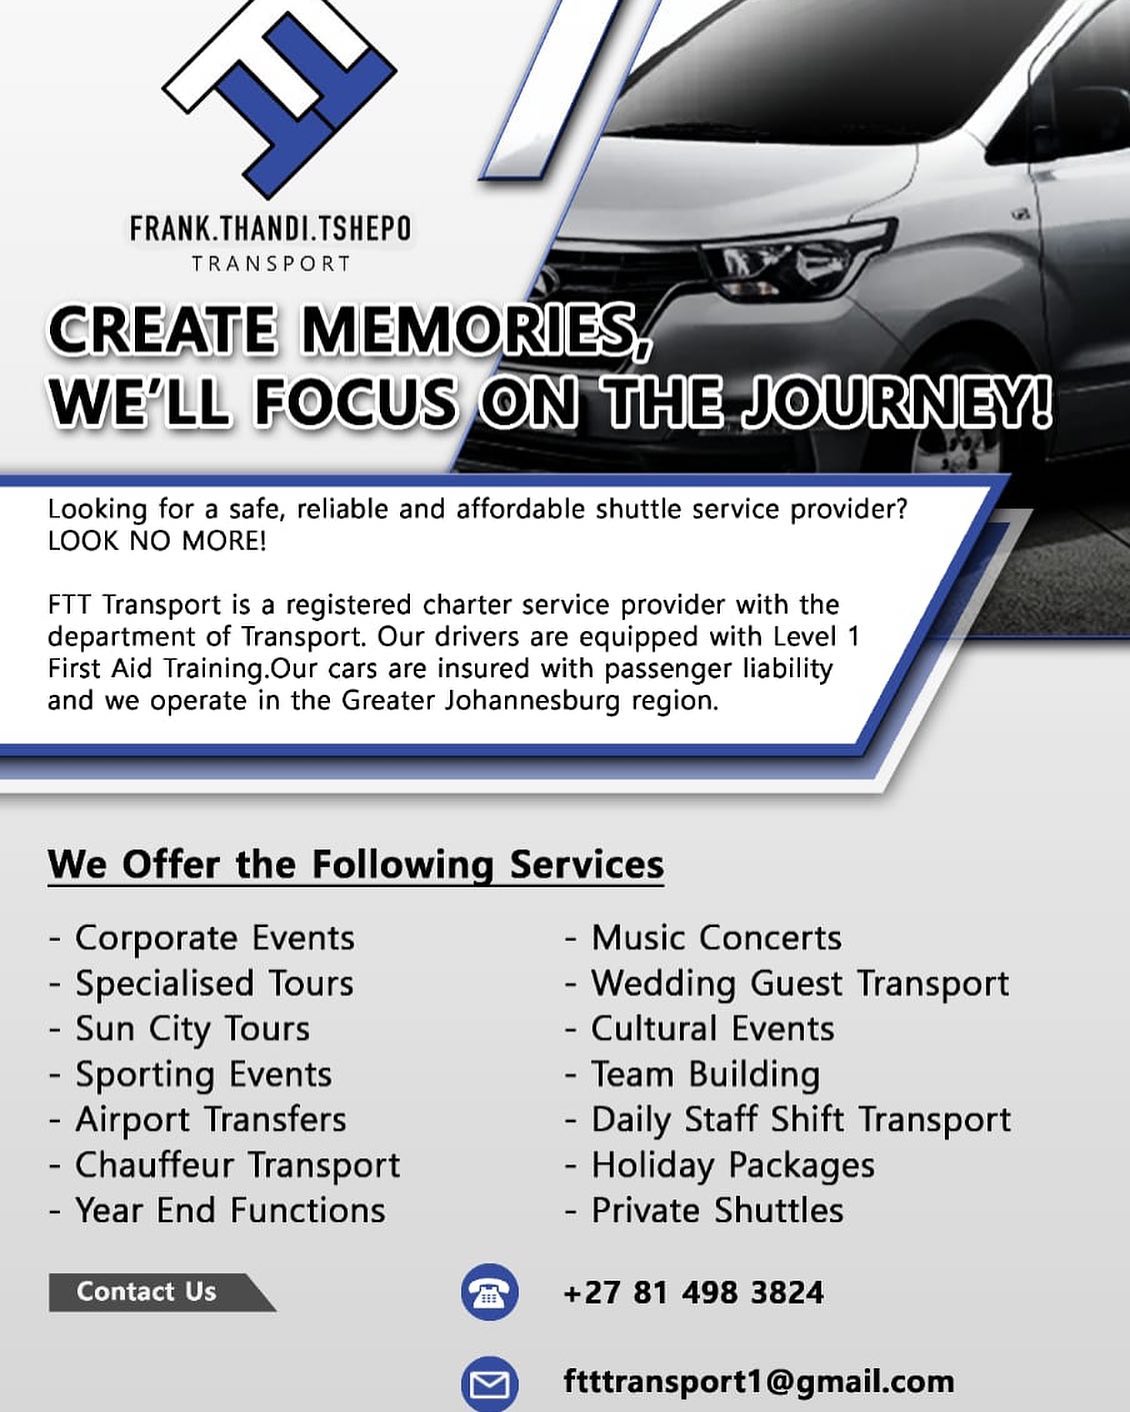 FRANK.THANDI.TSHEPO
TRANSPORT
CREATE MEMORIES,
WE'LL FOCUS ON THE JOURNEY!
Looking for a safe, reliable and affordable shuttle service provider?
LOOK NO MORE!
FTT Transport is a registered charter service provider with the
department of Transport. Our drivers are equipped with Level 1
First Aid Training.Our cars are insured with passenger liability
and we operate in the Greater Johannesburg region.
We Offer the Following Services
- Corporate Events
- Specialised Tours
- Sun City Tours
- Sporting Events
- Airport Transfers
- Chauffeur Transport
- Year End Functions
- Music Concerts
- Wedding Guest Transport
- Cultural Events
- Team Building
- Daily Staff Shift Transport
- Holiday Packages
- Private Shuttles
Contact Us
+27 81 498 3824
ftttransport1@gmail.com